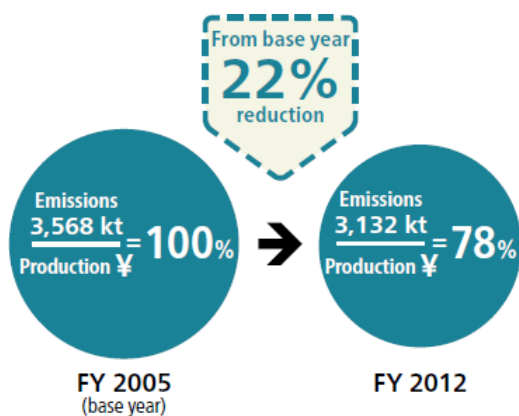 From base year
22%
reduction
Emissions
3,568 kt
Production ¥
= 100%
Emissions
3,132 kt
Production ¥
= 78%
FY 2005
(base year)
FY 2012